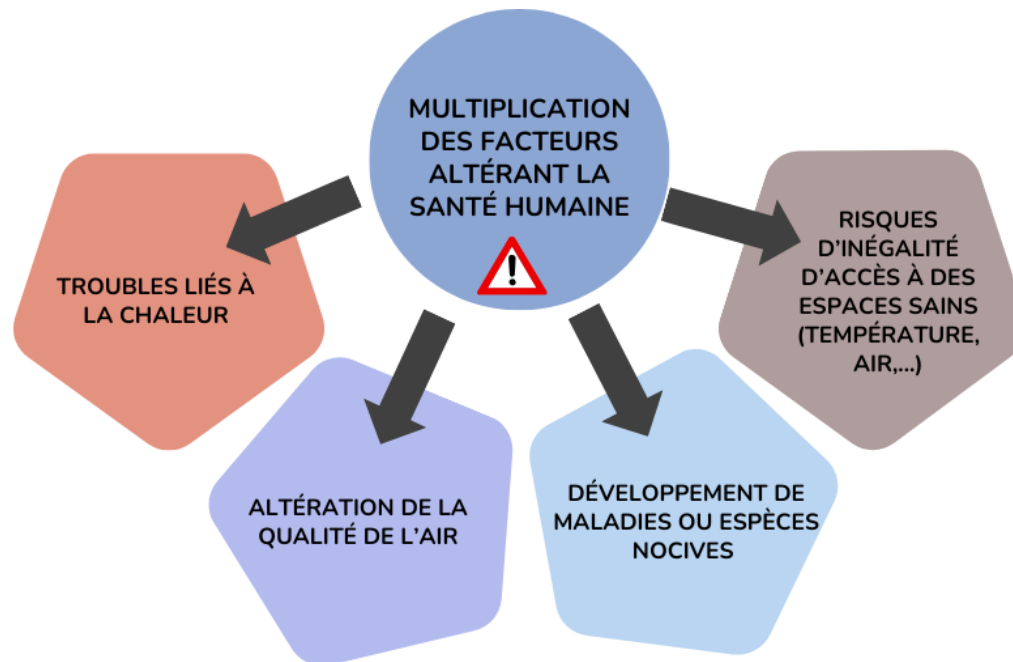 MULTIPLICATION
DES FACTEURS
ALTÉRANT LA
SANTÉ HUMAINE
!
TROUBLES LIÉS À
LA CHALEUR
ALTÉRATION DE LA
QUALITÉ DE L'AIR
DÉVELOPPEMENT DE
MALADIES OU ESPÈCES
NOCIVES
RISQUES
D'INÉGALITÉ
D'ACCÈS À DES
ESPACES SAINS
(TEMPÉRATURE,
AIR,...)